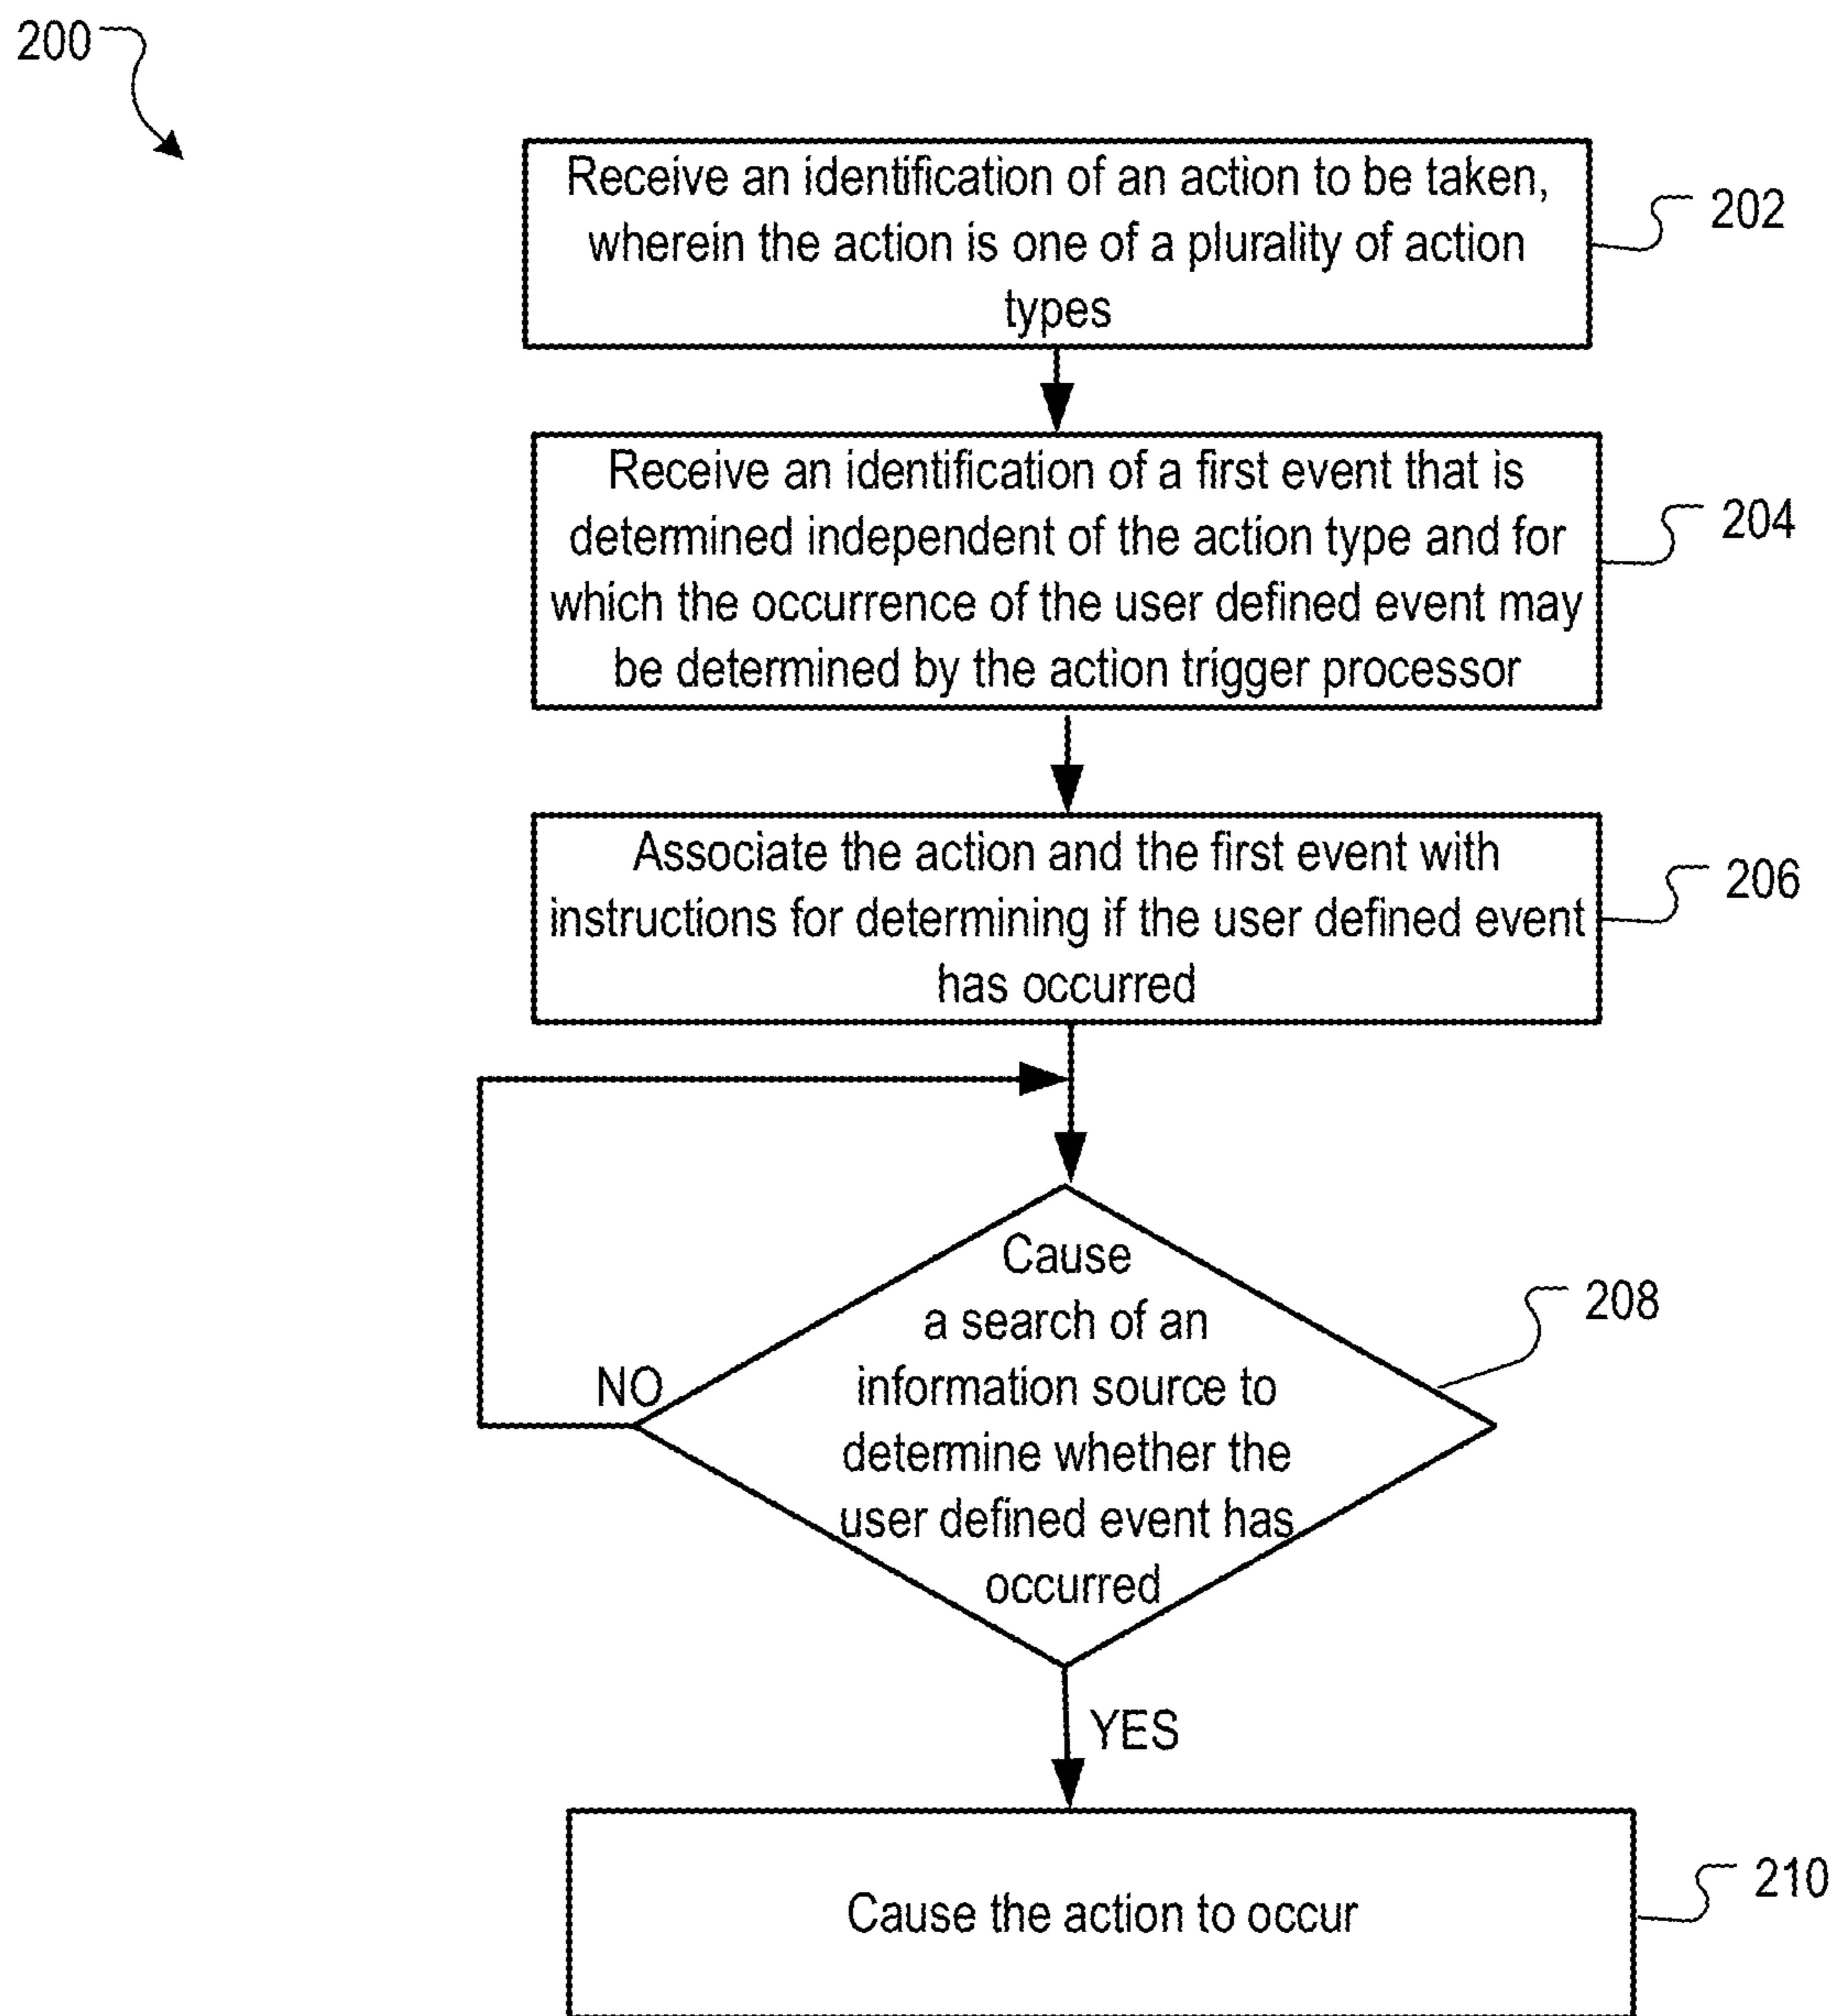 200
Receive an identification of an action to be taken,
wherein the action is one of a plurality of action
types
202
Receive an identification of a first event that is
determined independent of the action type and for
which the occurrence of the user defined event may
be determined by the action trigger processor
204
Associate the action and the first event with
instructions for determining if the user defined event
has occurred
206
Cause
a search of an
information source to
determine whether the
user defined event has
occurred
208
NO
YES
Cause the action to occur
210